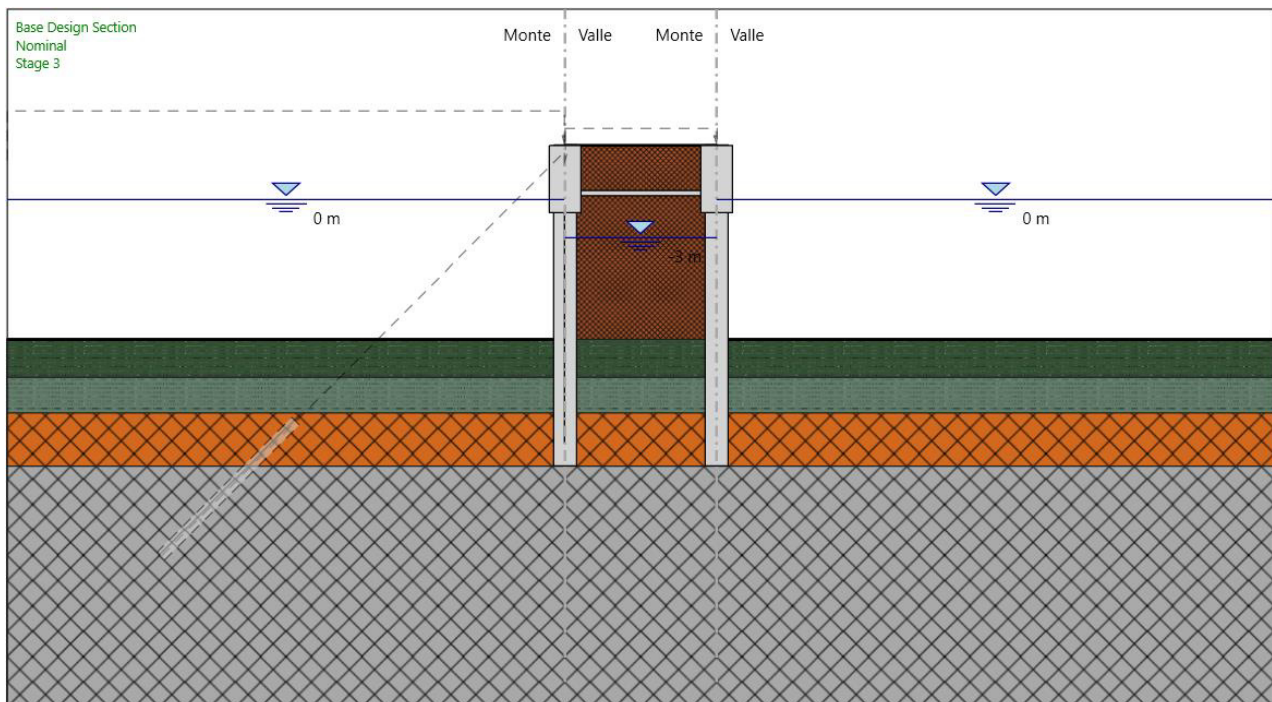 Base Design Section
Nominal
Stage 3
Monte Valle Monte Valle
0 m
0 m
-3 m